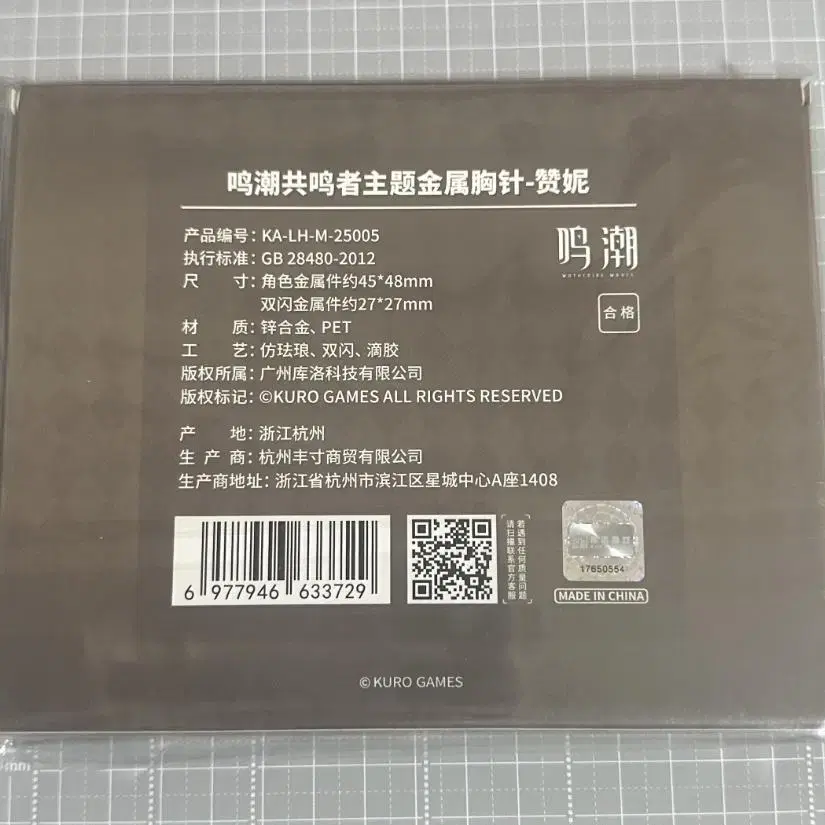 鸣潮共鸣者主题金属胸针-赞妮
产品编号：KA-LH-M-25005
执行标准：GB 28480-2012
尺 寸：角色金属件约45*48mm
双闪金属件约27*27mm
材 质：锌合金、PET
工 艺：仿珐琅、双闪、滴胶
版权所属：广州库洛科技有限公司
版权标记：©KURO GAMES ALL RIGHTS RESERVED
鸣潮
WUTHERING WAVES
合格
产 地：浙江杭州
生 产 商：杭州丰寸商贸有限公司
生产商地址：浙江省杭州市滨江区星城中心A座1408
6 977946 633729
若遇到任何质量问题
请扫描联系官方客服
17650554
MADE IN CHINA
© KURO GAMES